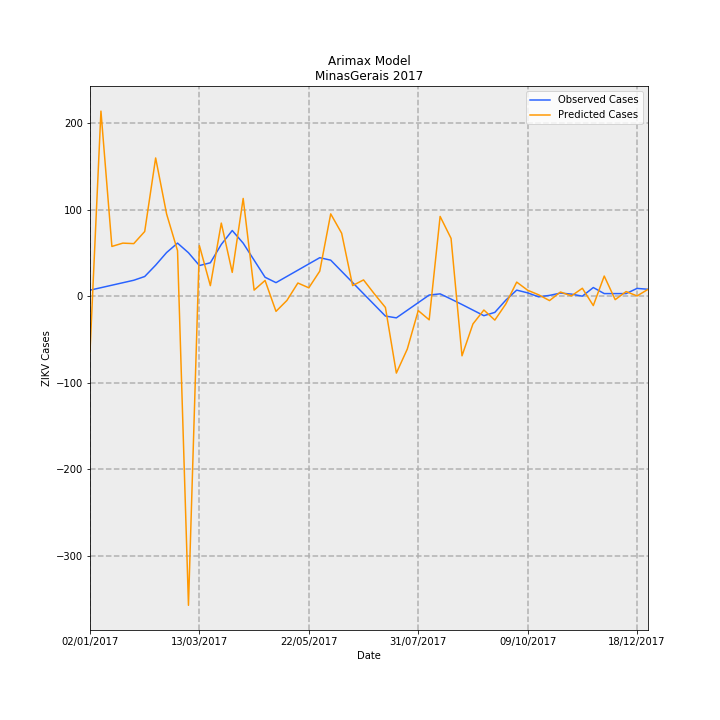 Arimax Model
MinasGerais 2017
Observed Cases
Predicted Cases
200
100
0
−100
−200
−300
ZIKV Cases
02/01/2017 13/03/2017 22/05/2017 31/07/2017 09/10/2017 18/12/2017
Date